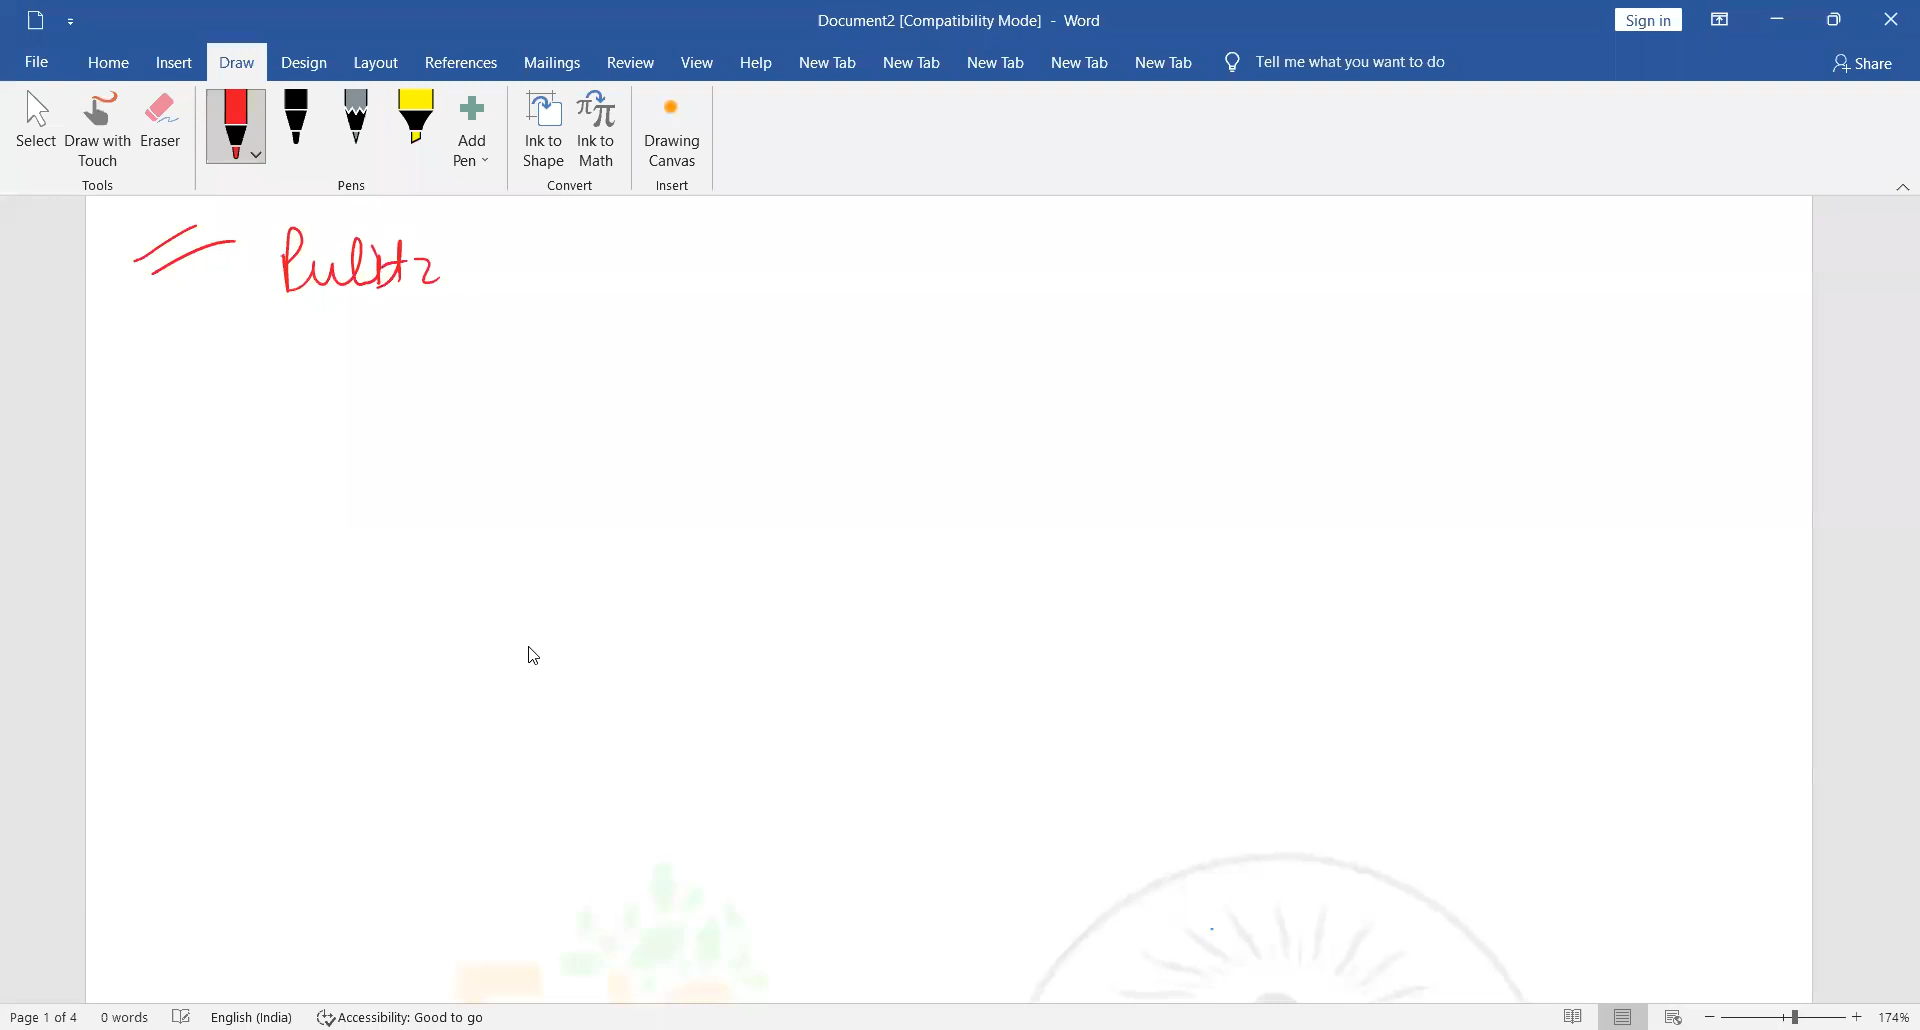 Document2 [Compatibility Mode] - Word
Sign in
File Home Insert Draw Design Layout References Mailings Review View Help New Tab New Tab New Tab New Tab New Tab Tell me what you want to do Share
Select Draw with Touch Eraser Add Pen Ink to Shape Ink to Math Drawing Canvas
Tools Pens Convert Insert
Page 1 of 4 0 words English (India) Accessibility: Good to go 174%